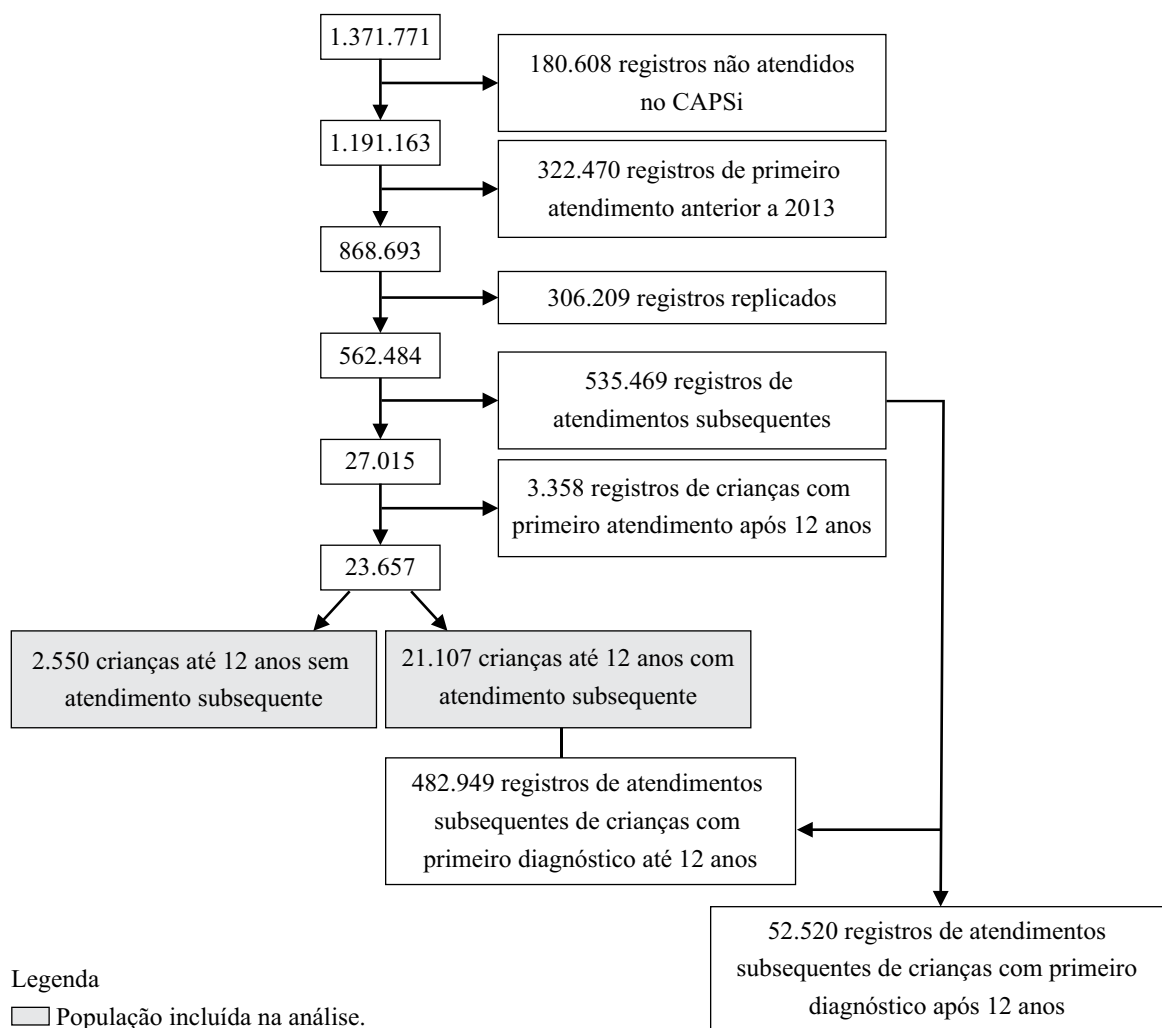 1.371.771
180.608 registros não atendidos
no CAPSi
1.191.163
322.470 registros de primeiro
atendimento anterior a 2013
868.693
306.209 registros replicados
562.484
535.469 registros de
atendimentos subsequentes
27.015
3.358 registros de crianças com
primeiro atendimento após 12 anos
23.657
2.550 crianças até 12 anos sem
atendimento subsequente
21.107 crianças até 12 anos com
atendimento subsequente
482.949 registros de atendimentos
subsequentes de crianças com
primeiro diagnóstico até 12 anos
52.520 registros de atendimentos
subsequentes de crianças com primeiro
diagnóstico após 12 anos
Legenda
População incluída na análise.